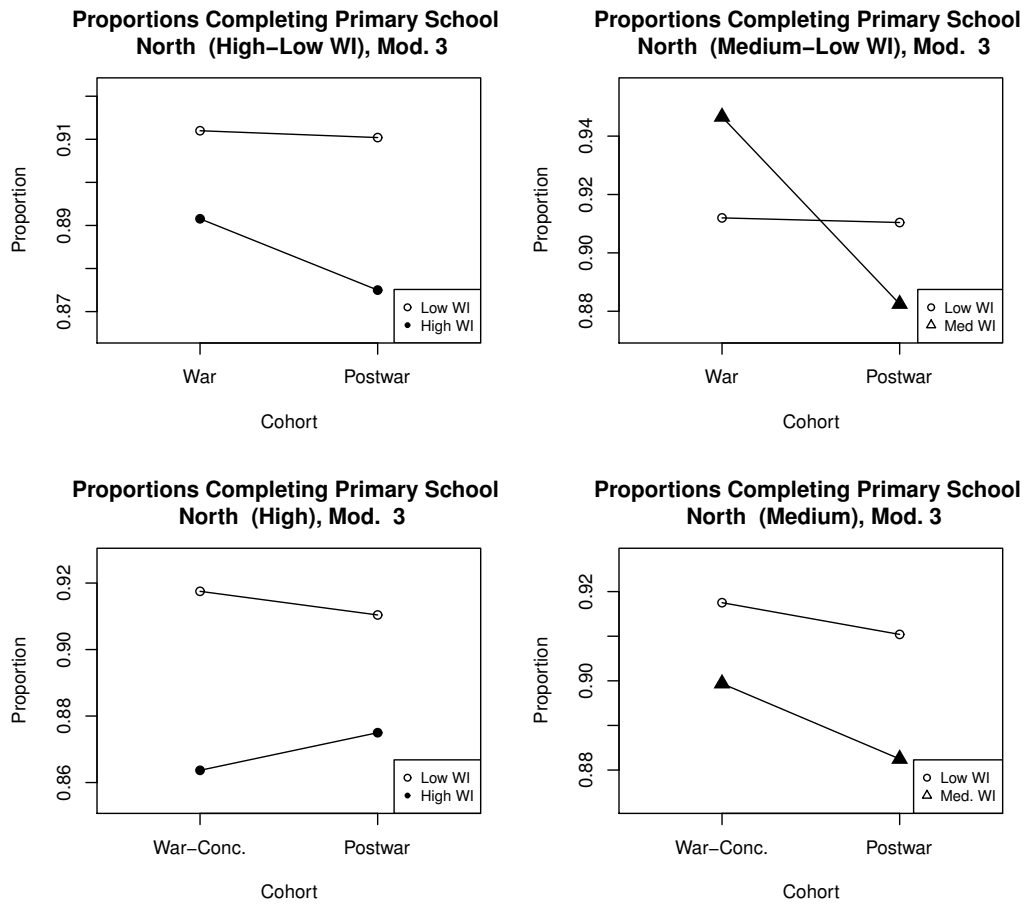 Proportions Completing Primary School
North (High−Low WI), Mod. 3
Proportion
0.91
0.89
0.87
Low WI
High WI
War
Postwar
Cohort
Proportions Completing Primary School
North (Medium−Low WI), Mod. 3
Proportion
0.94
0.92
0.90
0.88
Low WI
Med WI
War
Postwar
Cohort
Proportions Completing Primary School
North (High), Mod. 3
Proportion
0.92
0.90
0.88
0.86
Low WI
High WI
War−Conc.
Postwar
Cohort
Proportions Completing Primary School
North (Medium), Mod. 3
Proportion
0.92
0.90
0.88
Low WI
Med. WI
War−Conc.
Postwar
Cohort